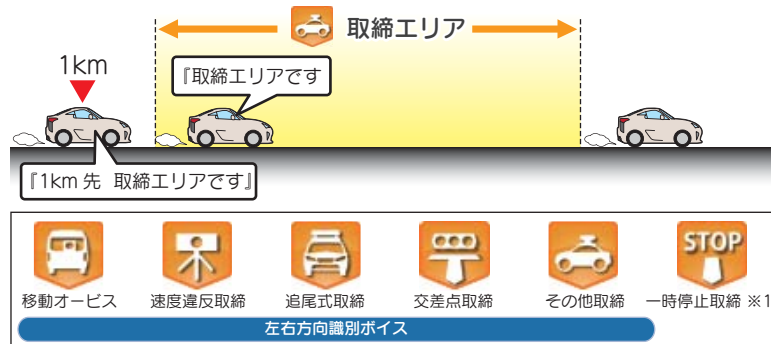 取締エリア
1km
『取締エリアです
『1km 先 取締エリアです』
STOP
移動オービス 速度違反取締 追尾式取締 交差点取締 その他取締 一時停止取締 ※1
左右方向識別ボイス